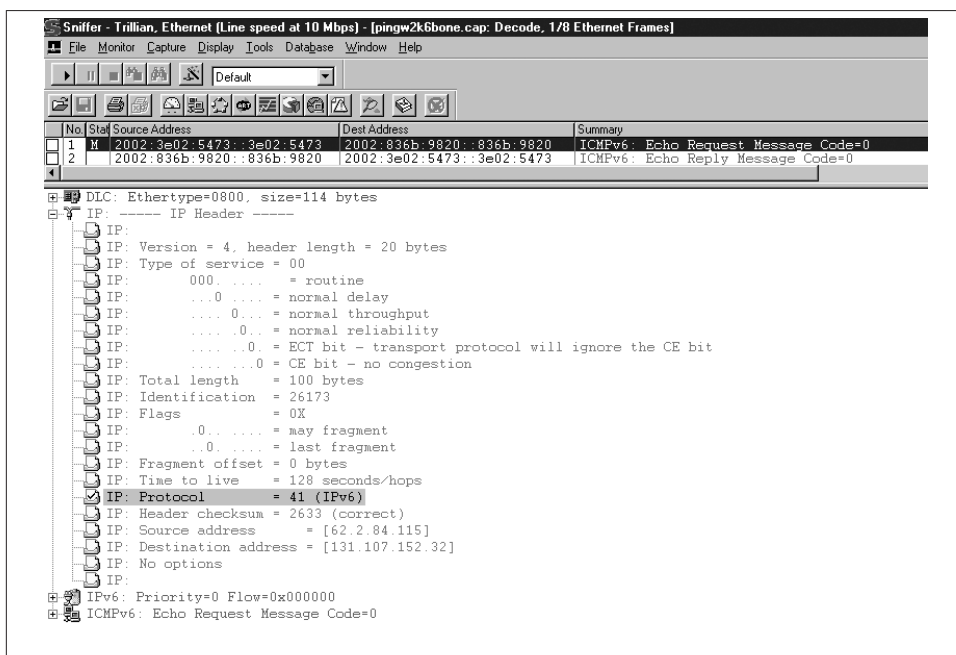 Sniffer - Trillian, Ethernet (Line speed at 10 Mbps) - [pingw2k6bone.cap: Decode, 1/8 Ethernet Frames]
File Monitor Capture Display Tools Database Window Help
Default
No. Stat Source Address Dest Address Summary
1 M 2002:3e02:5473::3e02:5473 2002:836b:9820::836b:9820 ICMPv6: Echo Request Message Code=0
2 2002:836b:9820::836b:9820 2002:3e02:5473::3e02:5473 ICMPv6: Echo Reply Message Code=0
DLC: Ethertype=0800, size=114 bytes
IP: ----- IP Header -----
IP:
IP: Version = 4, header length = 20 bytes
IP: Type of service = 00
IP: 000. .... = routine
IP: ...0 .... = normal delay
IP: .... 0... = normal throughput
IP: .... .0.. = normal reliability
IP: .... ..0. = ECT bit - transport protocol will ignore the CE bit
IP: .... ...0 = CE bit - no congestion
IP: Total length = 100 bytes
IP: Identification = 26173
IP: Flags = 0X
IP: .0.. .... = may fragment
IP: ..0. .... = last fragment
IP: Fragment offset = 0 bytes
IP: Time to live = 128 seconds/hops
IP: Protocol = 41 (IPv6)
IP: Header checksum = 2633 (correct)
IP: Source address = [62.2.84.115]
IP: Destination address = [131.107.152.32]
IP: No options
IP:
IPv6: Priority=0 Flow=0x000000
ICMPv6: Echo Request Message Code=0